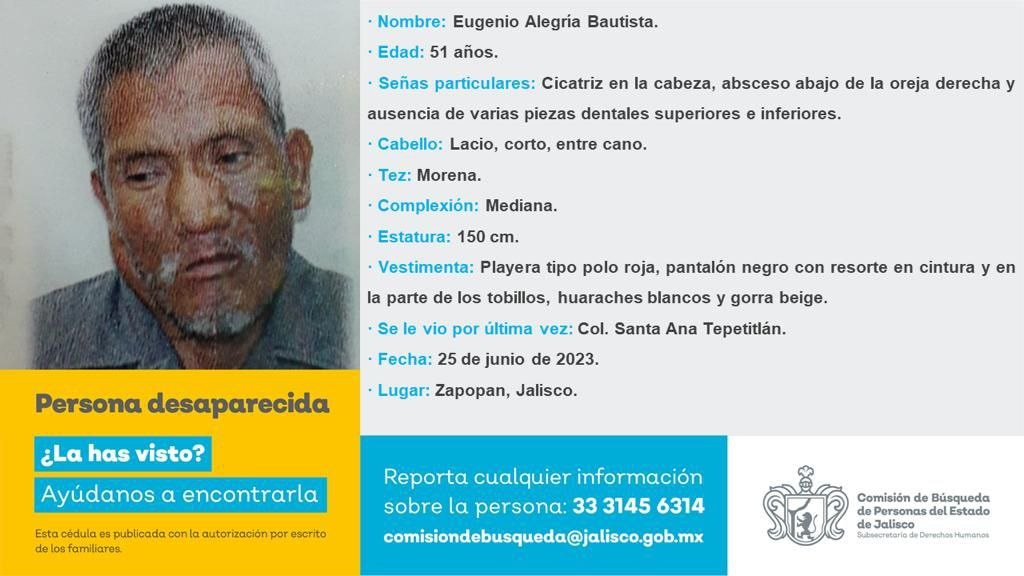 · Nombre: Eugenio Alegría Bautista.
· Edad: 51 años.
· Señas particulares: Cicatriz en la cabeza, absceso abajo de la oreja derecha y
ausencia de varias piezas dentales superiores e inferiores.
· Cabello: Lacio, corto, entre cano.
· Tez: Morena.
· Complexión: Mediana.
· Estatura: 150 cm.
· Vestimenta: Playera tipo polo roja, pantalón negro con resorte en cintura y en
la parte de los tobillos, huaraches blancos y gorra beige.
· Se le vio por última vez: Col. Santa Ana Tepetitlán.
· Fecha: 25 de junio de 2023.
· Lugar: Zapopan, Jalisco.
Persona desaparecida
¿La has visto?
Ayúdanos a encontrarla
Esta cédula es publicada con la autorización por escrito
de los familiares.
Reporta cualquier información
sobre la persona: 33 3145 6314
comisiondebusqueda@jalisco.gob.mx
Comisión de Búsqueda
de Personas del Estado
de Jalisco
Subsecretaría de Derechos Humanos